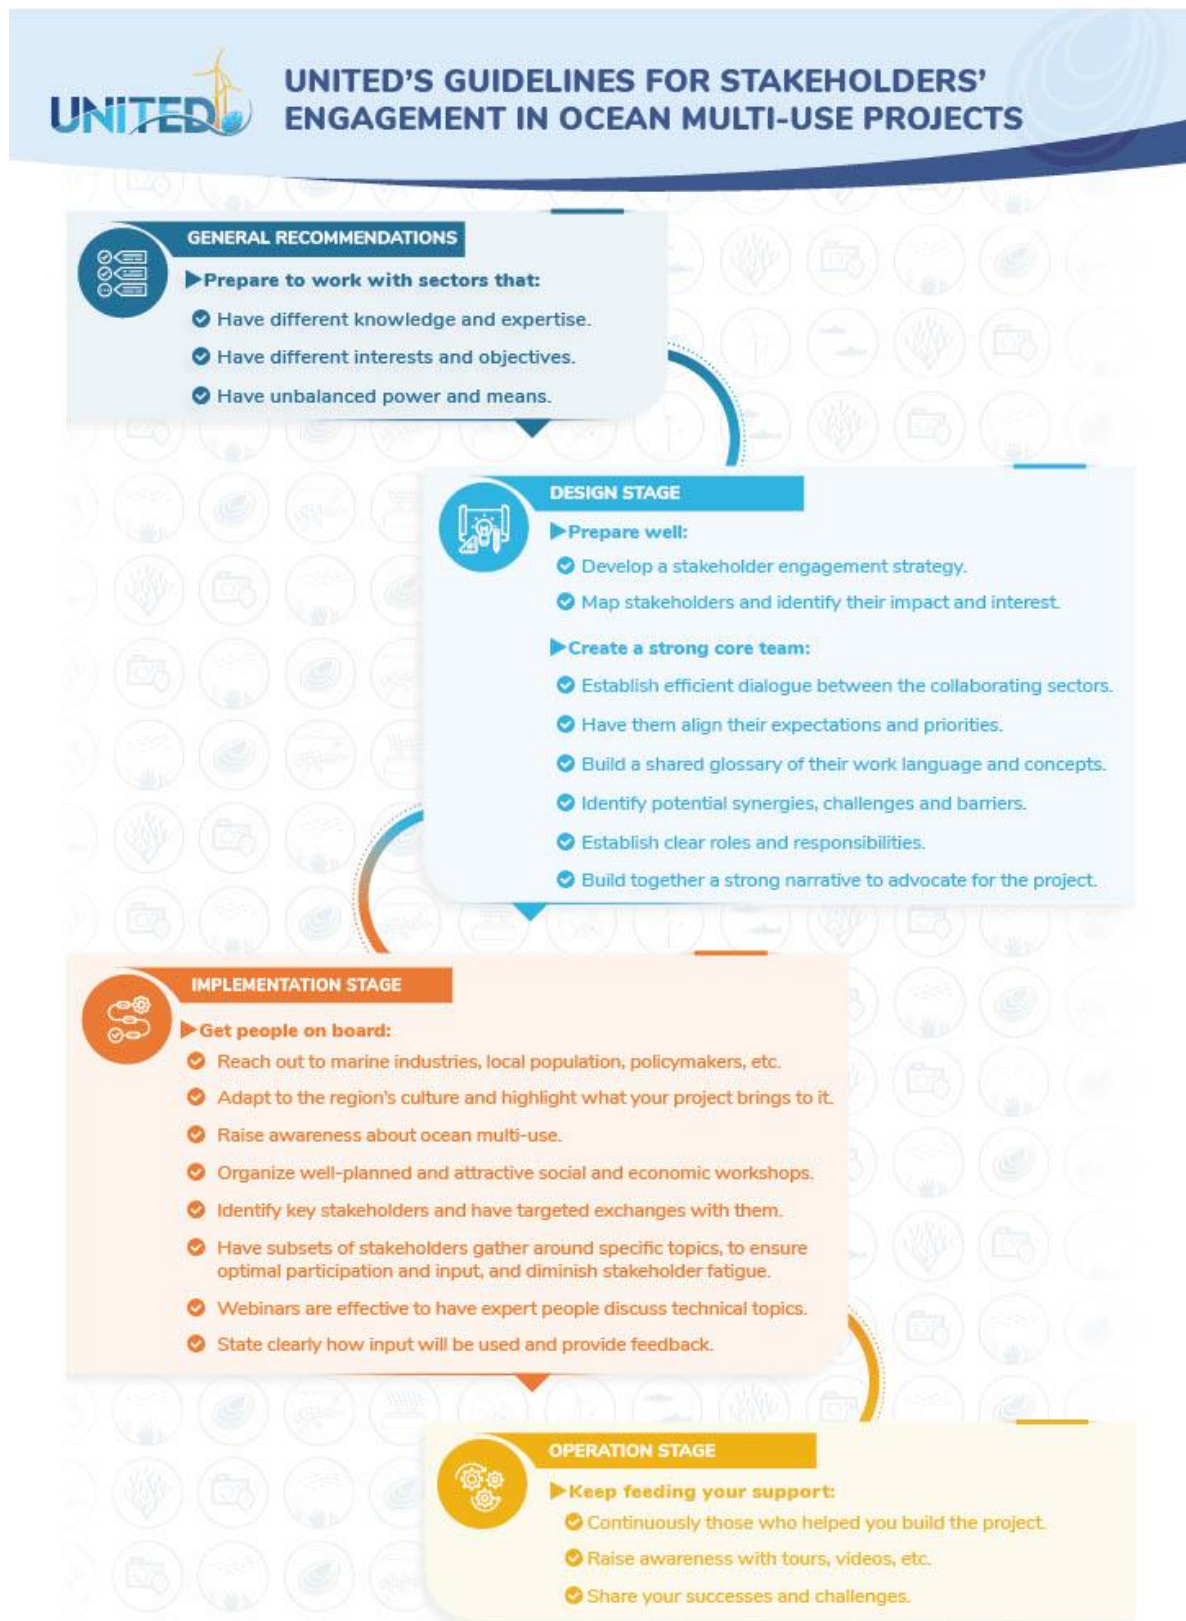 UNITED
UNITED'S GUIDELINES FOR STAKEHOLDERS'
ENGAGEMENT IN OCEAN MULTI-USE PROJECTS
GENERAL RECOMMENDATIONS
Prepare to work with sectors that:
Have different knowledge and expertise.
Have different interests and objectives.
Have unbalanced power and means.
DESIGN STAGE
Prepare well:
Develop a stakeholder engagement strategy.
Map stakeholders and identify their impact and interest.
Create a strong core team:
Establish efficient dialogue between the collaborating sectors.
Have them align their expectations and priorities.
Build a shared glossary of their work language and concepts.
Identify potential synergies, challenges and barriers.
Establish clear roles and responsibilities.
Build together a strong narrative to advocate for the project.
IMPLEMENTATION STAGE
Get people on board:
Reach out to marine industries, local population, policymakers, etc.
Adapt to the region's culture and highlight what your project brings to it.
Raise awareness about ocean multi-use.
Organize well-planned and attractive social and economic workshops.
Identify key stakeholders and have targeted exchanges with them.
Have subsets of stakeholders gather around specific topics, to ensure
optimal participation and input, and diminish stakeholder fatigue.
Webinars are effective to have expert people discuss technical topics.
State clearly how input will be used and provide feedback.
OPERATION STAGE
Keep feeding your support:
Continuously those who helped you build the project.
Raise awareness with tours, videos, etc.
Share your successes and challenges.